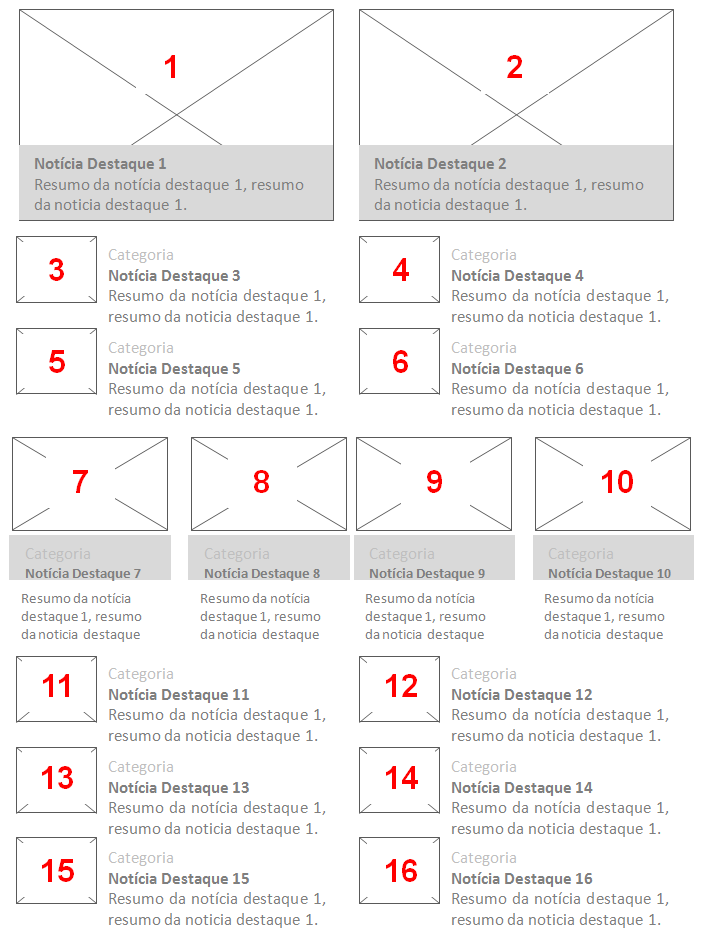 1
Notícia Destaque 1
Resumo da notícia destaque 1, resumo
da noticia destaque 1.
2
Notícia Destaque 2
Resumo da notícia destaque 1, resumo
da noticia destaque 1.
3
Categoria
Notícia Destaque 3
Resumo da notícia destaque 1,
resumo da noticia destaque 1.
4
Categoria
Notícia Destaque 4
Resumo da notícia destaque 1,
resumo da noticia destaque 1.
5
Categoria
Notícia Destaque 5
Resumo da notícia destaque 1,
resumo da noticia destaque 1.
6
Categoria
Notícia Destaque 6
Resumo da notícia destaque 1,
resumo da noticia destaque 1.
7
Categoria
Notícia Destaque 7
Resumo da notícia
destaque 1, resumo
da noticia destaque
8
Categoria
Notícia Destaque 8
Resumo da notícia
destaque 1, resumo
da noticia destaque
9
Categoria
Notícia Destaque 9
Resumo da notícia
destaque 1, resumo
da noticia destaque
10
Categoria
Notícia Destaque 10
Resumo da notícia
destaque 1, resumo
da noticia destaque
11
Categoria
Notícia Destaque 11
Resumo da notícia destaque 1,
resumo da noticia destaque 1.
12
Categoria
Notícia Destaque 12
Resumo da notícia destaque 1,
resumo da noticia destaque 1.
13
Categoria
Notícia Destaque 13
Resumo da notícia destaque 1,
resumo da noticia destaque 1.
14
Categoria
Notícia Destaque 14
Resumo da notícia destaque 1,
resumo da noticia destaque 1.
15
Categoria
Notícia Destaque 15
Resumo da notícia destaque 1,
resumo da noticia destaque 1.
16
Categoria
Notícia Destaque 16
Resumo da notícia destaque 1,
resumo da noticia destaque 1.